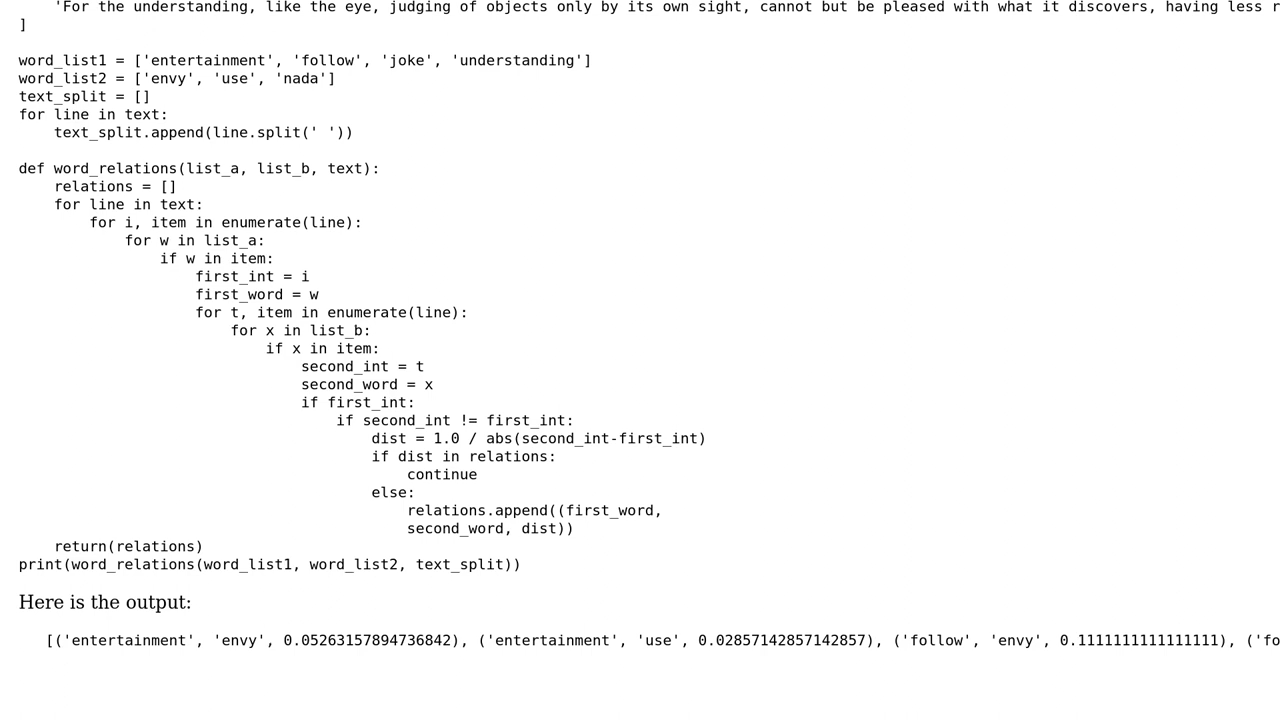 'For the understanding, like the eye, judging of objects only by its own sight, cannot but be pleased with what it discovers, having less
]

word_list1 = ['entertainment', 'follow', 'joke', 'understanding']
word_list2 = ['envy', 'use', 'nada']
text_split = []
for line in text:
    text_split.append(line.split(' '))

def word_relations(list_a, list_b, text):
    relations = []
    for line in text:
        for i, item in enumerate(line):
            for w in list_a:
                if w in item:
                    first_int = i
                    first_word = w
                    for t, item in enumerate(line):
                        for x in list_b:
                            if x in item:
                                second_int = t
                                second_word = x
                                if first_int:
                                    if second_int != first_int:
                                        dist = 1.0 / abs(second_int-first_int)
                                        if dist in relations:
                                            continue
                                        else:
                                            relations.append((first_word,
                                            second_word, dist))
    return(relations)
print(word_relations(word_list1, word_list2, text_split))

Here is the output:

[('entertainment', 'envy', 0.05263157894736842), ('entertainment', 'use', 0.02857142857142857), ('follow', 'envy', 0.1111111111111111), ('fo